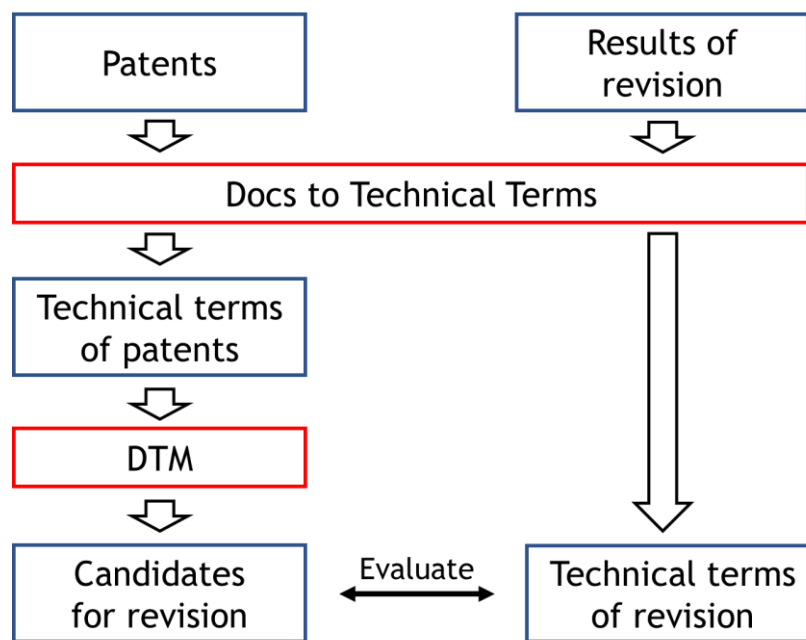 Patents
Results of
revision
Docs to Technical Terms
Technical terms
of patents
DTM
Candidates
for revision
Evaluate
Technical terms
of revision